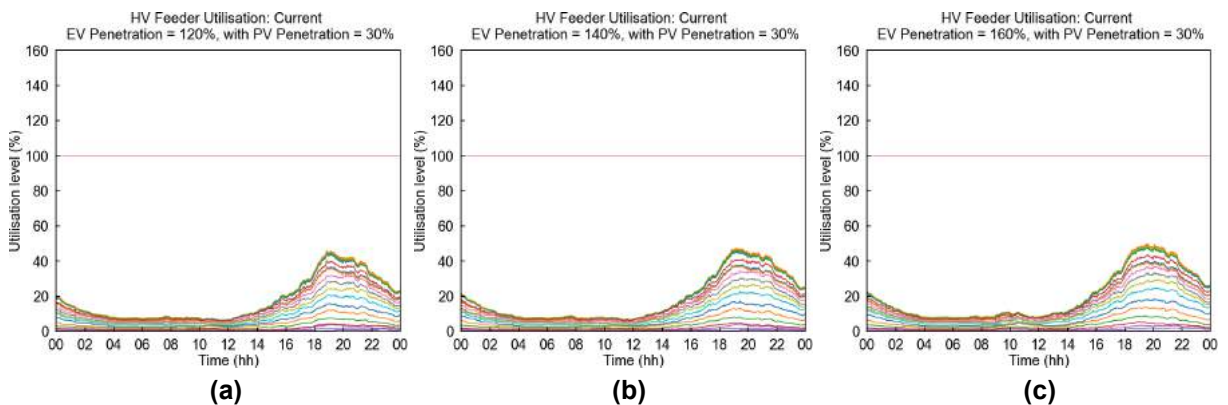 HV Feeder Utilisation: Current
EV Penetration = 120%, with PV Penetration = 30%
160
140
120
100
80
60
40
20
0
Utilisation level (%)
00 02 04 06 08 10 12 14 16 18 20 22 00
Time (hh)
(a)
HV Feeder Utilisation: Current
EV Penetration = 140%, with PV Penetration = 30%
160
140
120
100
80
60
40
20
0
Utilisation level (%)
00 02 04 06 08 10 12 14 16 18 20 22 00
Time (hh)
(b)
HV Feeder Utilisation: Current
EV Penetration = 160%, with PV Penetration = 30%
160
140
120
100
80
60
40
20
0
Utilisation level (%)
00 02 04 06 08 10 12 14 16 18 20 22 00
Time (hh)
(c)